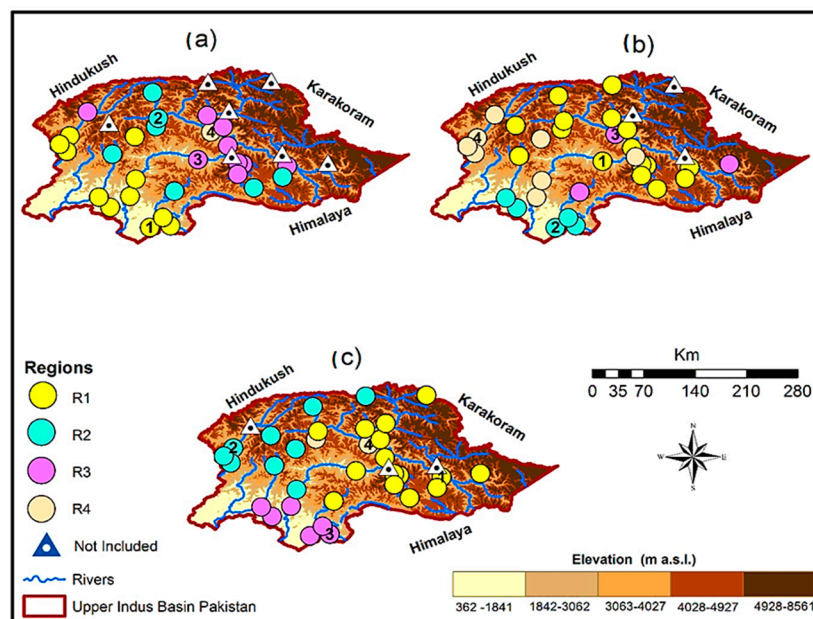 (a)
Hindukush
Karakoram
Himalaya
2
4
3
1
(b)
Hindukush
Karakoram
Himalaya
4
3
1
2
(c)
Hindukush
Karakoram
Himalaya
2
4
1
3
Regions
R1
R2
R3
R4
Not Included
Rivers
Upper Indus Basin Pakistan
Km
0 35 70 140 210 280
N
W E
S
Elevation (m a.s.l.)
362 -1841 1842-3062 3063-4027 4028-4927 4928-8561